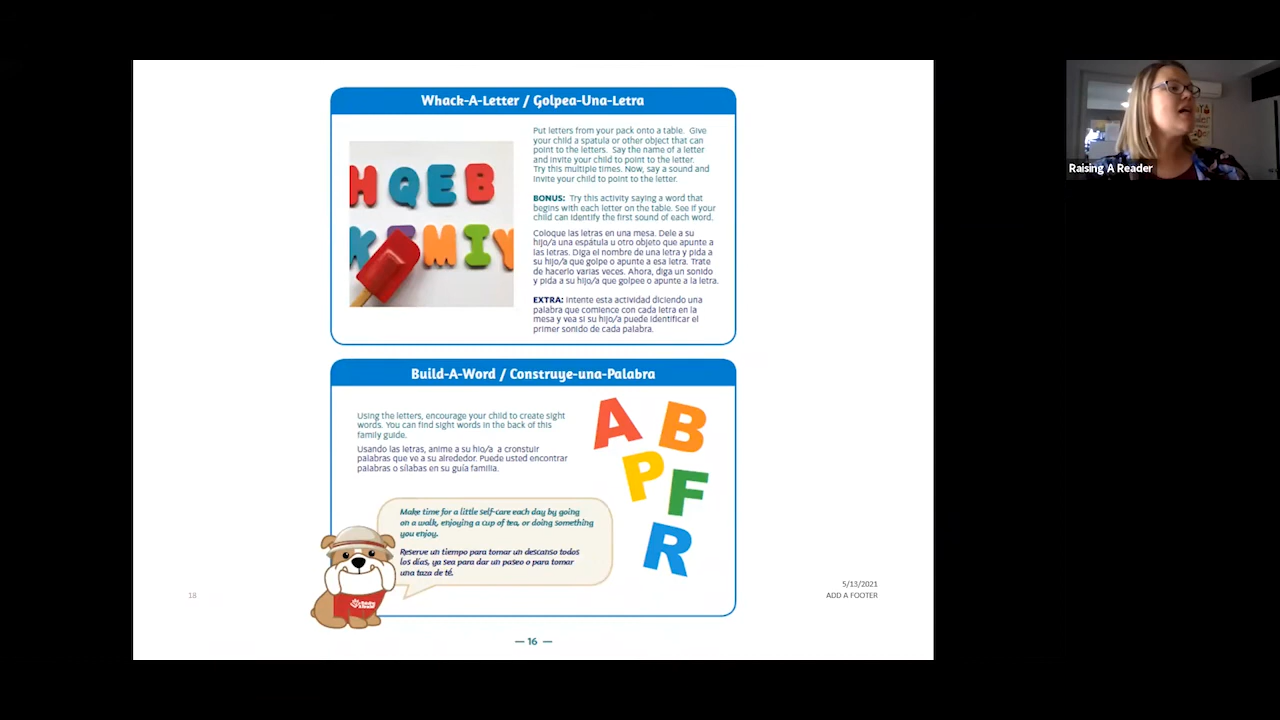 Whack-A-Letter / Golpea-Una-Letra
Put letters from your pack onto a table. Give
your child a spatula or other object that can
point to the letters. Say the name of a letter
and invite your child to point to the letter.
Try this multiple times. Now, say a sound and
invite your child to point to the letter.
BONUS: Try this activity saying a word that
begins with each letter on the table. See if your
child can identify the first sound of each word.
Coloque las letras en una mesa. Dele a su
hijo/a una espátula u otro objeto que apunte a
las letras. Diga el nombre de una letra y pida a
su hijo/a que golpe o apunte a esa letra. Trate
de hacerlo varias veces. Ahora, diga un sonido
y pida a su hijo/a que golpee o apunte a la letra.
EXTRA: Intente esta actividad diciendo una
palabra que comience con cada letra en la
mesa y vea si su hijo/a puede identificar el
primer sonido de cada palabra.
H Q E B
K M I Y
Build-A-Word / Construye-una-Palabra
Using the letters, encourage your child to create sight
words. You can find sight words in the back of this
family guide.
Usando las letras, anime a su hio/a a cronstuir
palabras que ve a su alrededor. Puede usted encontrar
palabras o sílabas en su guía familia.
A B
P F
R
Make time for a little self-care each day by going
on a walk, enjoying a cup of tea, or doing something
you enjoy.
Reserve un tiempo para tomar un descanso todos
los días, ya sea para dar un paseo o para tomar
una taza de té.
— 16 —
18
5/13/2021
ADD A FOOTER
Raising A Reader